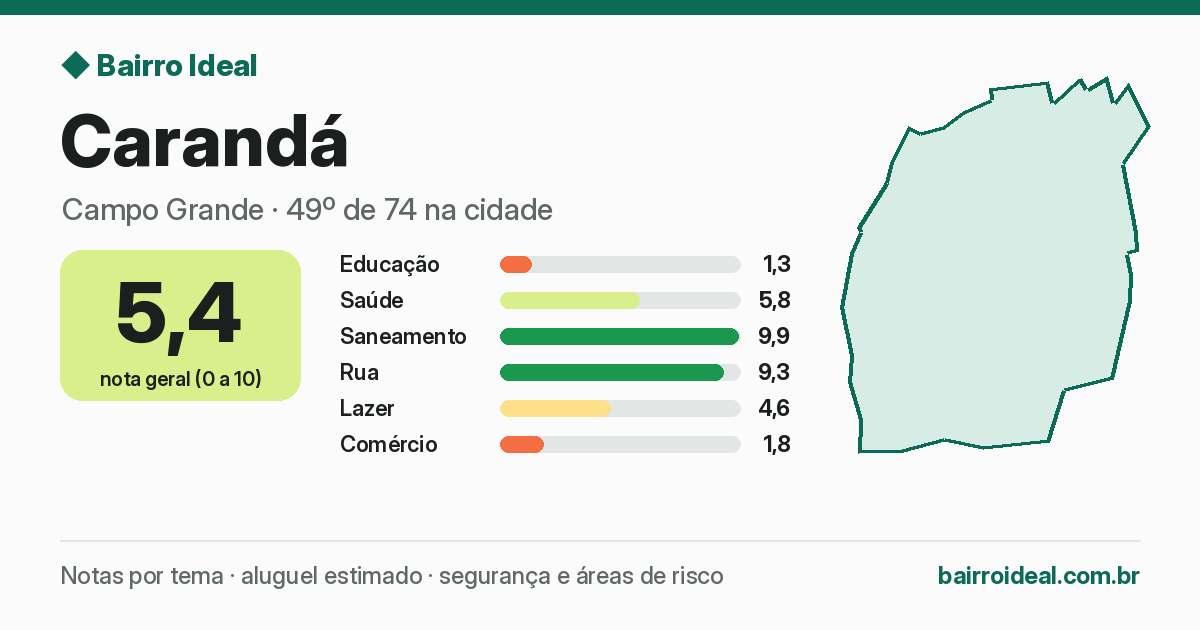 Bairro Ideal
Carandá
Campo Grande · 49º de 74 na cidade
5,4
nota geral (0 a 10)
Educação 1,3
Saúde 5,8
Saneamento 9,9
Rua 9,3
Lazer 4,6
Comércio 1,8
Notas por tema · aluguel estimado · segurança e áreas de risco
bairroideal.com.br